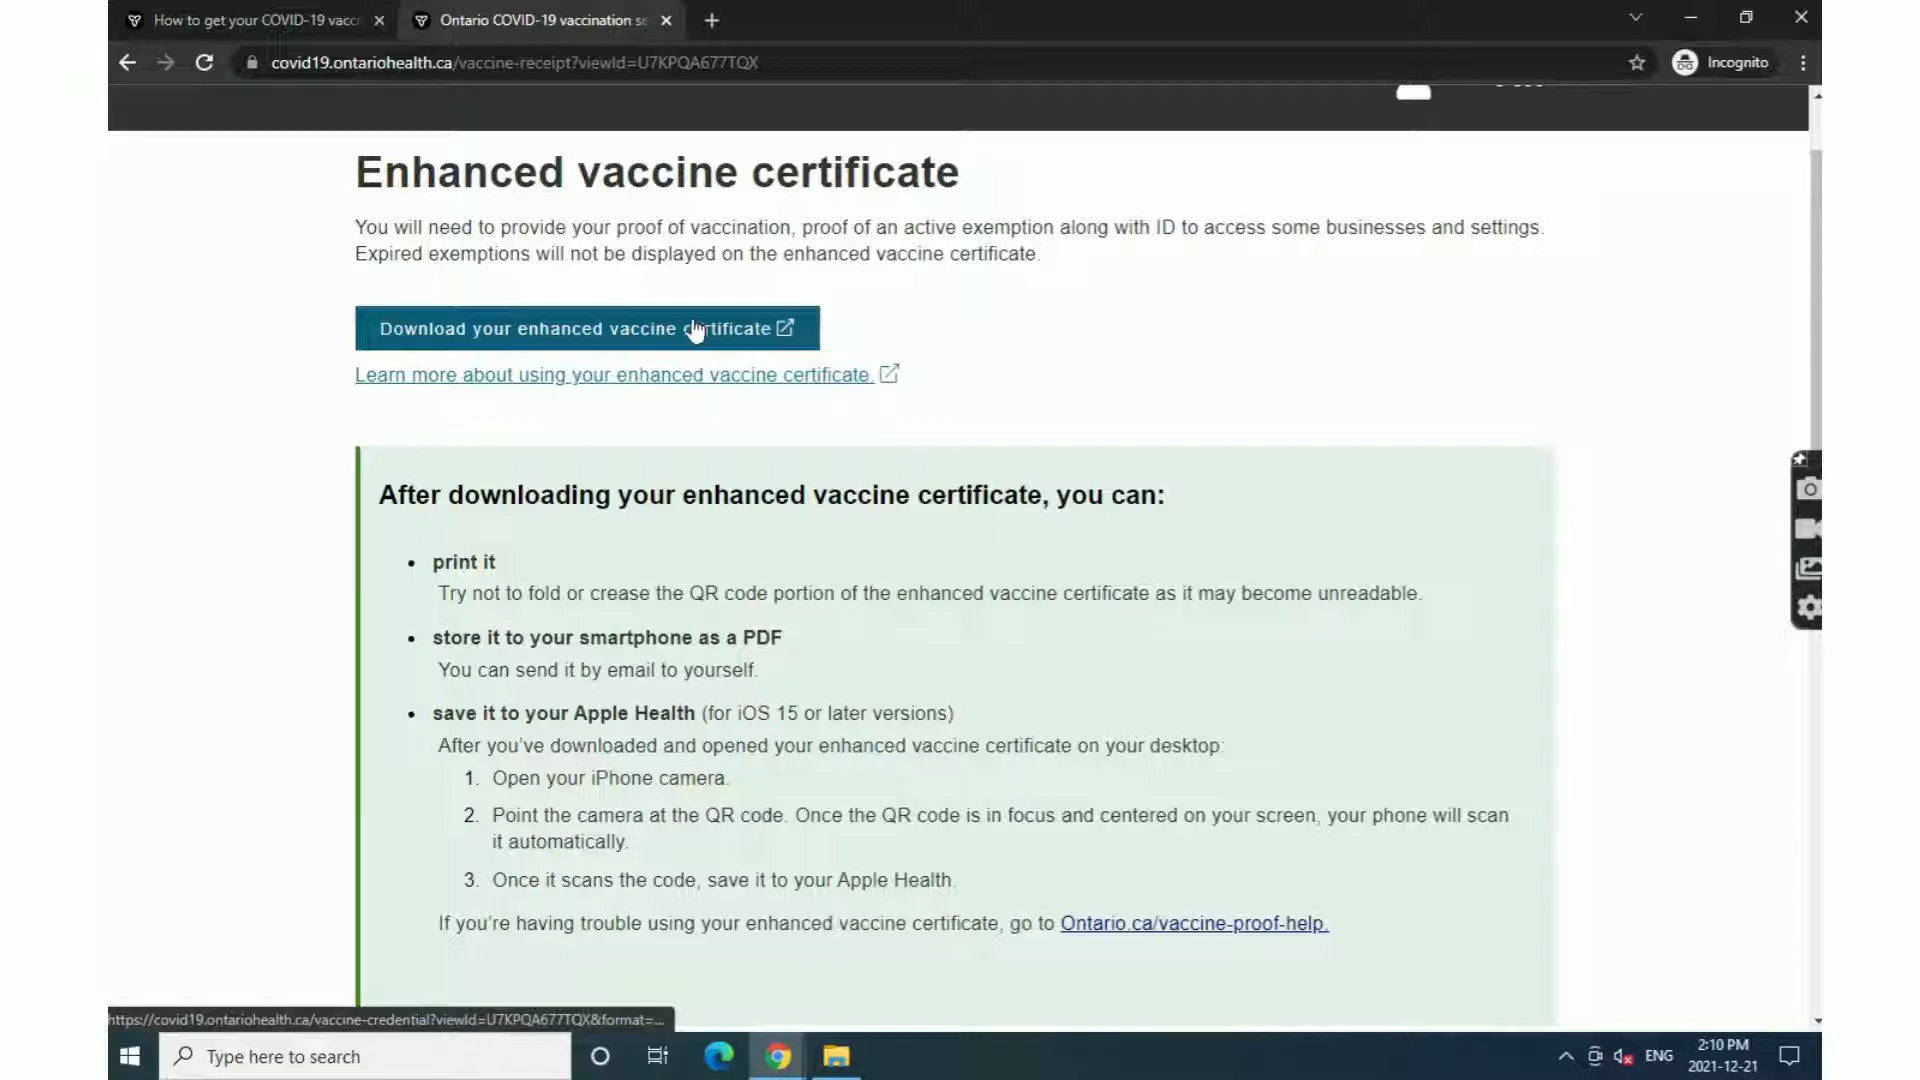 How to get your COVID-19 vacc
Ontario COVID-19 vaccination se
covid19.ontariohealth.ca/vaccine-receipt?viewId=U7KPQA677TQX
Incognito
Enhanced vaccine certificate
You will need to provide your proof of vaccination, proof of an active exemption along with ID to access some businesses and settings.
Expired exemptions will not be displayed on the enhanced vaccine certificate.
Download your enhanced vaccine certificate
Learn more about using your enhanced vaccine certificate.
After downloading your enhanced vaccine certificate, you can:
• print it
Try not to fold or crease the QR code portion of the enhanced vaccine certificate as it may become unreadable.
• store it to your smartphone as a PDF
You can send it by email to yourself.
• save it to your Apple Health (for iOS 15 or later versions)
After you've downloaded and opened your enhanced vaccine certificate on your desktop:
1. Open your iPhone camera.
2. Point the camera at the QR code. Once the QR code is in focus and centered on your screen, your phone will scan
it automatically.
3. Once it scans the code, save it to your Apple Health.
If you're having trouble using your enhanced vaccine certificate, go to Ontario.ca/vaccine-proof-help.
https://covid19.ontariohealth.ca/vaccine-credential?viewId=U7KPQA677TQX&format=...
Type here to search
ENG
2:10 PM
2021-12-21